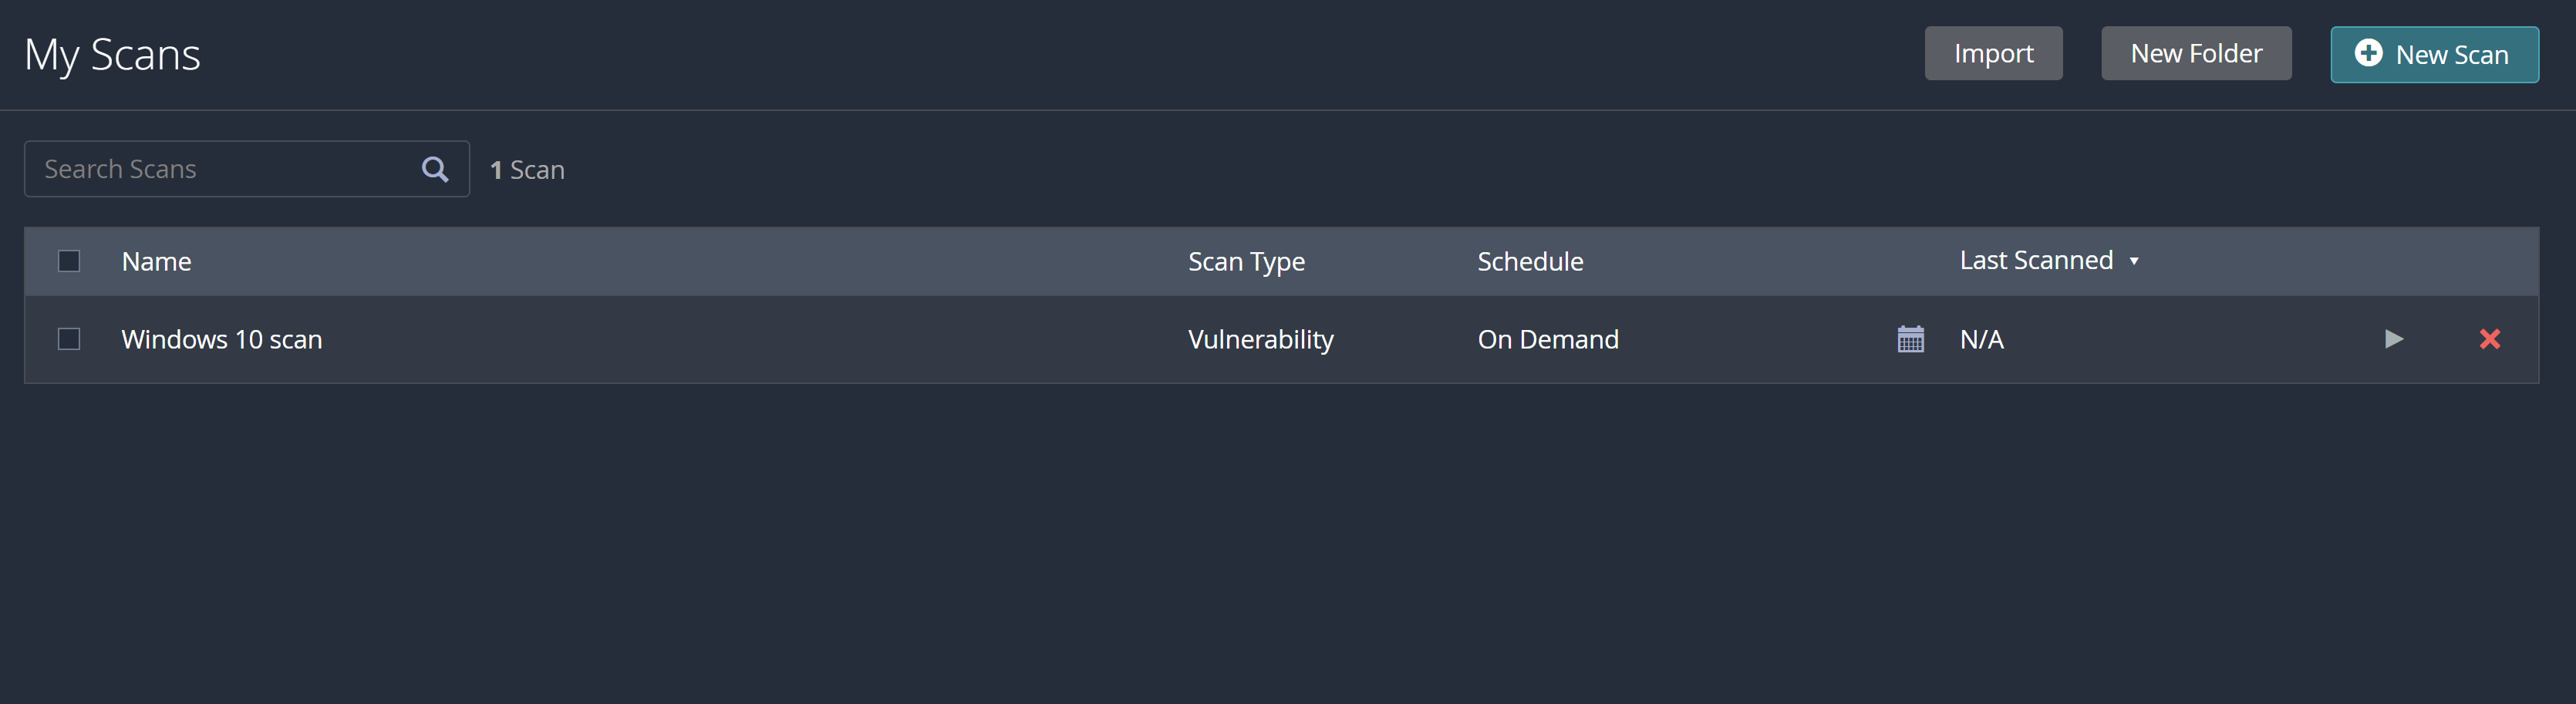 My Scans
Import
New Folder
New Scan
Search Scans
1 Scan
Name
Scan Type
Schedule
Last Scanned
Windows 10 scan
Vulnerability
On Demand
N/A